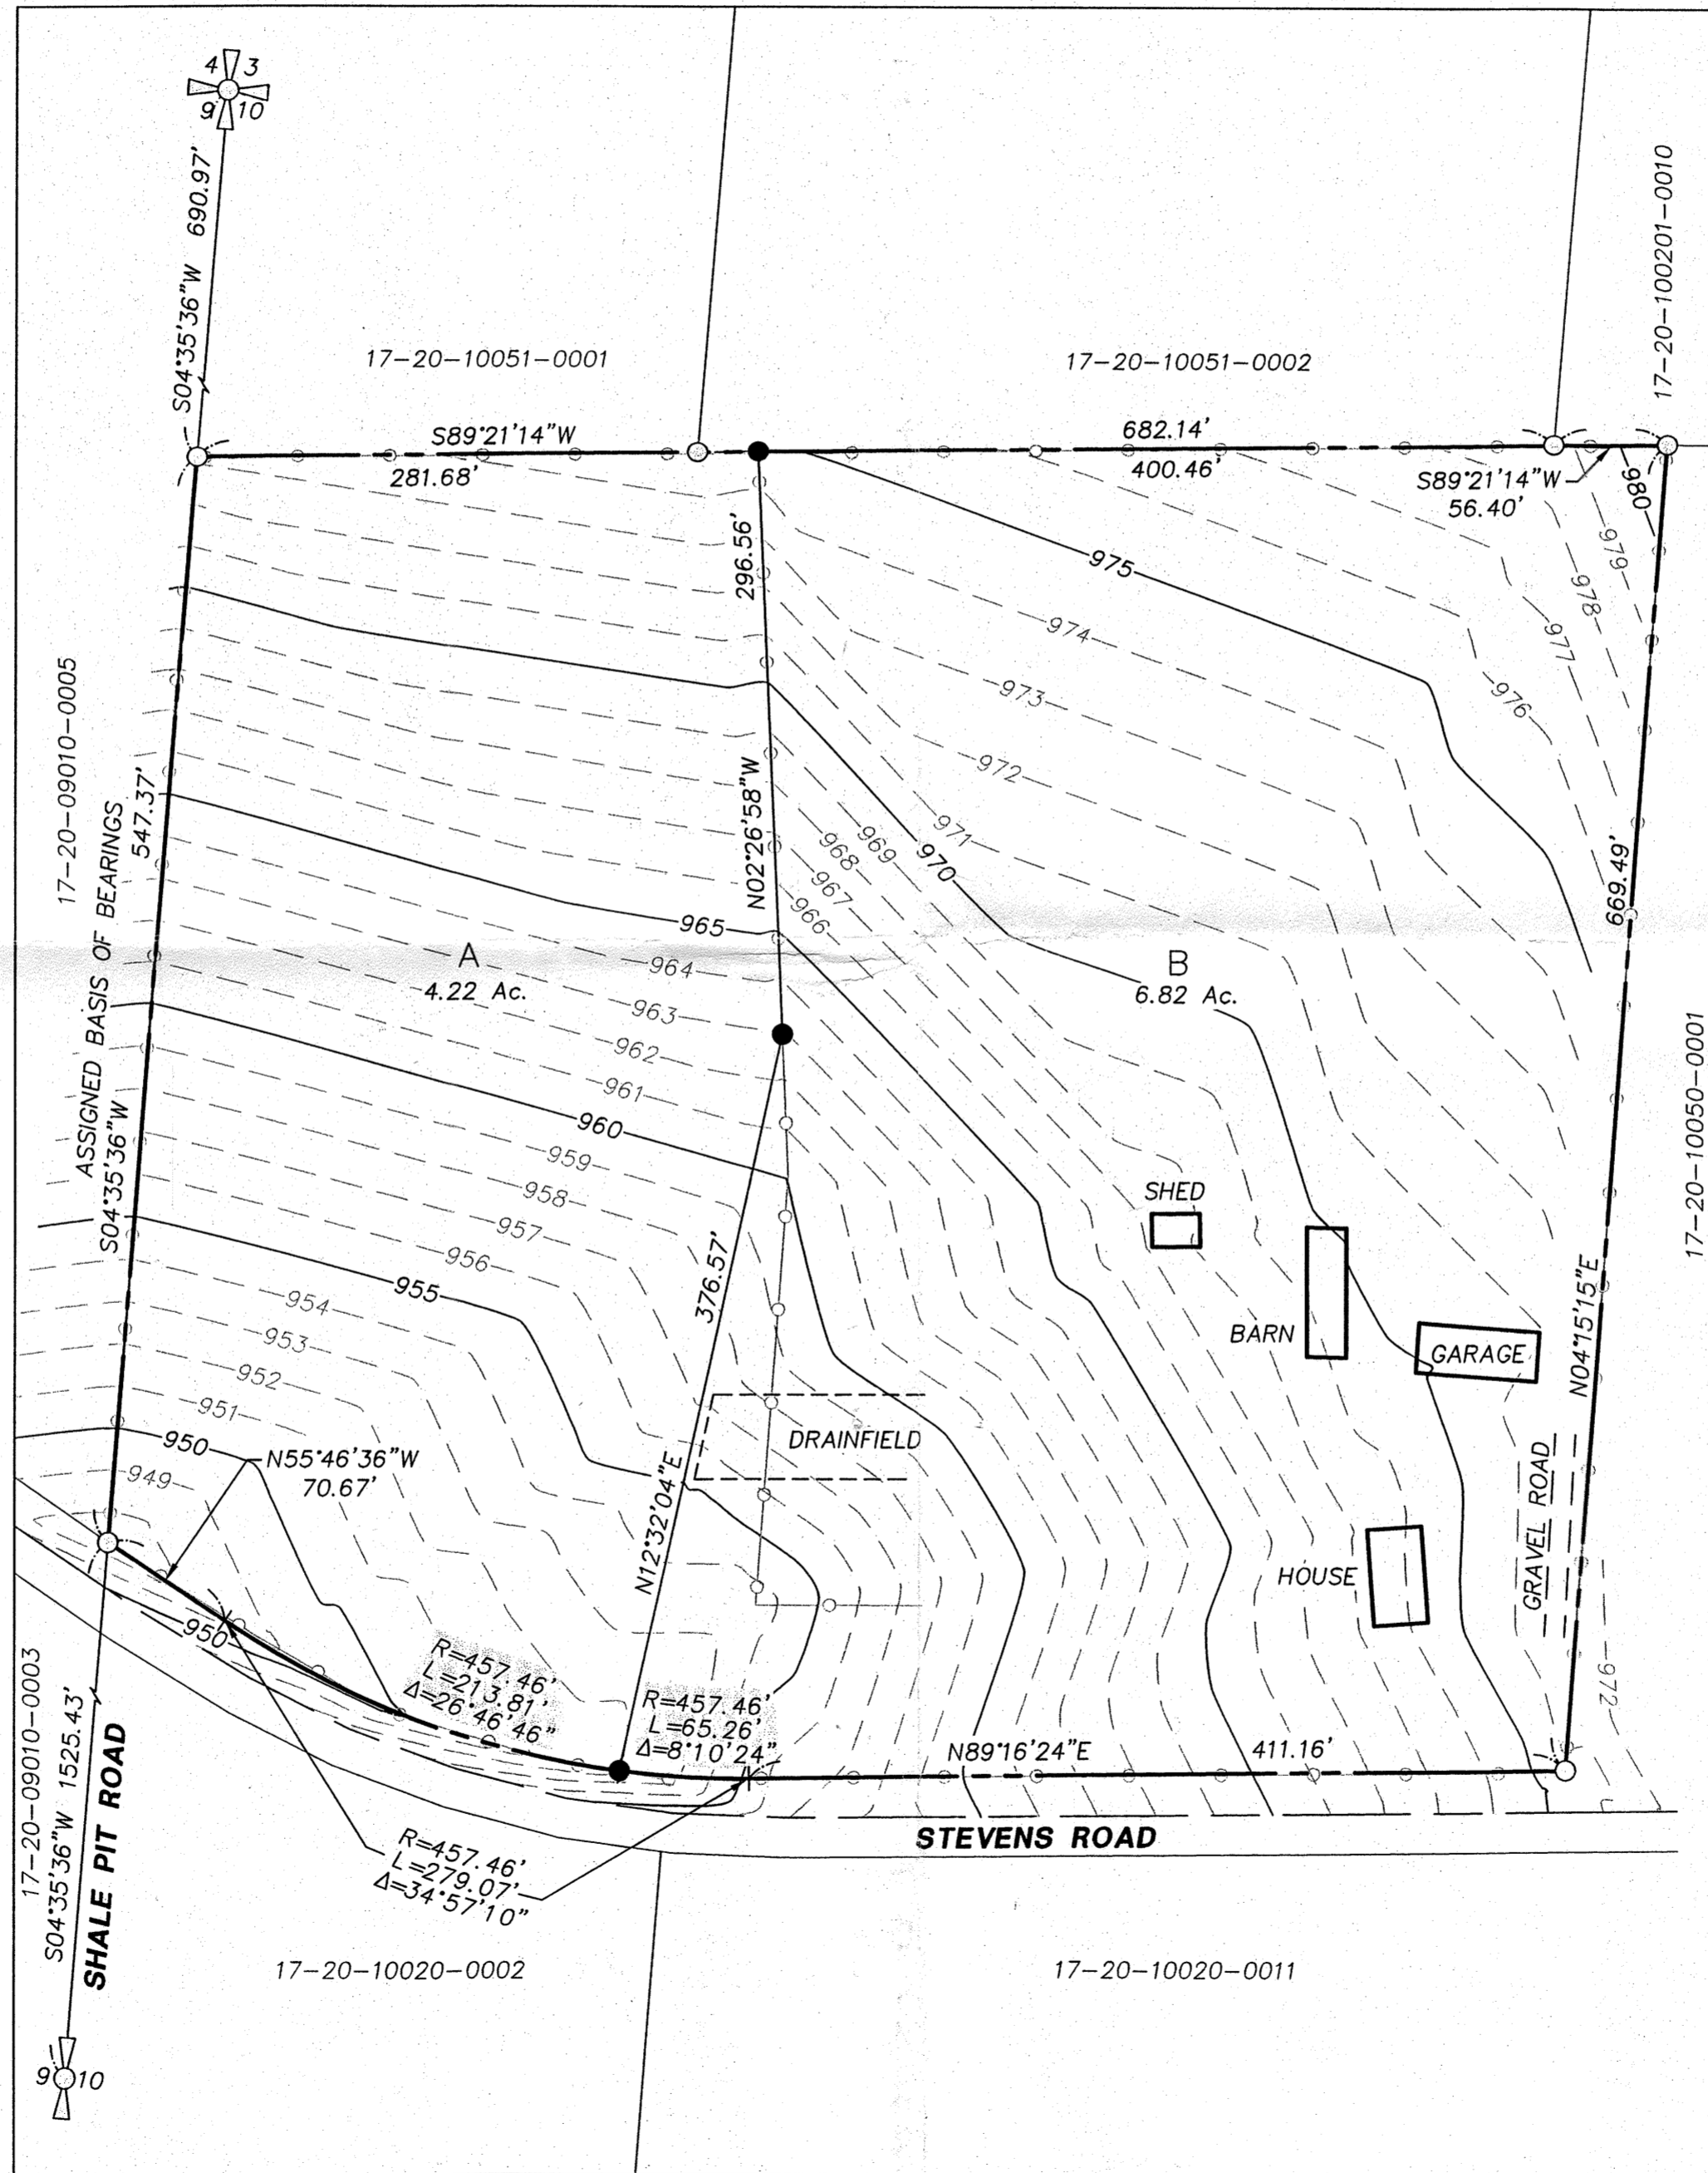 4 3
9 10
S04°35'36"W 690.97'
17-20-100201-0010
17-20-10051-0001
17-20-10051-0002
S89°21'14"W
281.68'
682.14'
400.46'
S89°21'14"W
56.40'
980
979
978
977
976
975
974
973
972
971
970
969
968
967
966
296.56'
N02°26'58"W
17-20-09010-0005
ASSIGNED BASIS OF BEARINGS
547.37'
S04°35'36"W
965
A
4.22 Ac.
964
963
962
961
960
959
958
957
956
955
954
953
952
951
950
949
B
6.82 Ac.
669.49'
N04°15'15"E
17-20-10050-0001
SHED
BARN
GARAGE
376.57'
N12°32'04"E
DRAINFIELD
HOUSE
GRAVEL ROAD
972
N55°46'36"W
70.67'
950
R=457.46'
L=213.81'
Δ=26°46'46"
R=457.46'
L=65.26'
Δ=8°10'24"
N89°16'24"E
411.16'
STEVENS ROAD
R=457.46'
L=279.07'
Δ=34°57'10"
17-20-09010-0003
S04°35'36"W 1525.43'
SHALE PIT ROAD
17-20-10020-0002
17-20-10020-0011
9 10